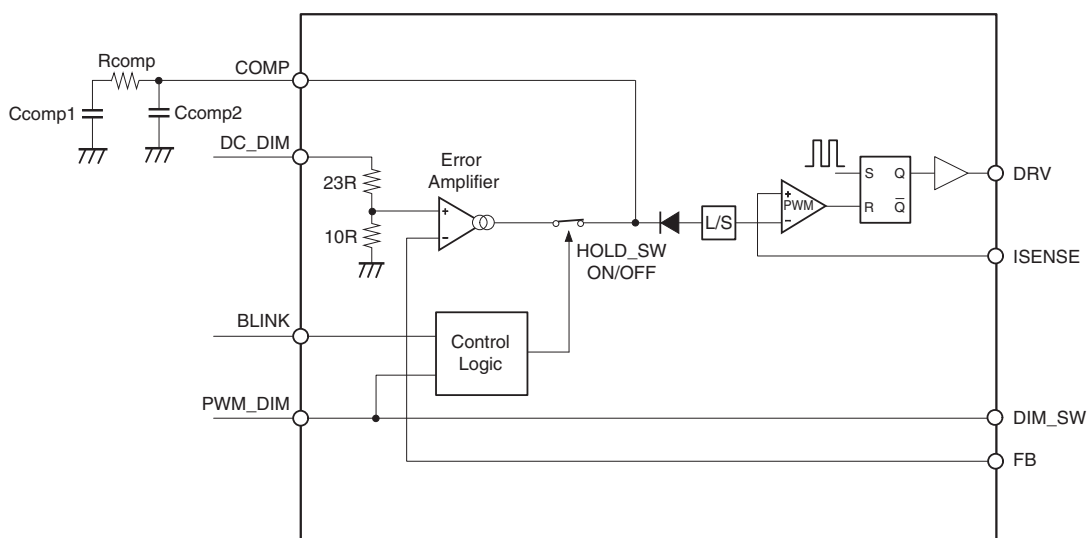 Rcomp
COMP
Ccomp1
Ccomp2
DC_DIM
Error
Amplifier
23R
10R
+
−
HOLD_SW
ON/OFF
L/S
+
PWM
−
S Q
R Q̅
DRV
ISENSE
BLINK
Control
Logic
PWM_DIM
DIM_SW
FB